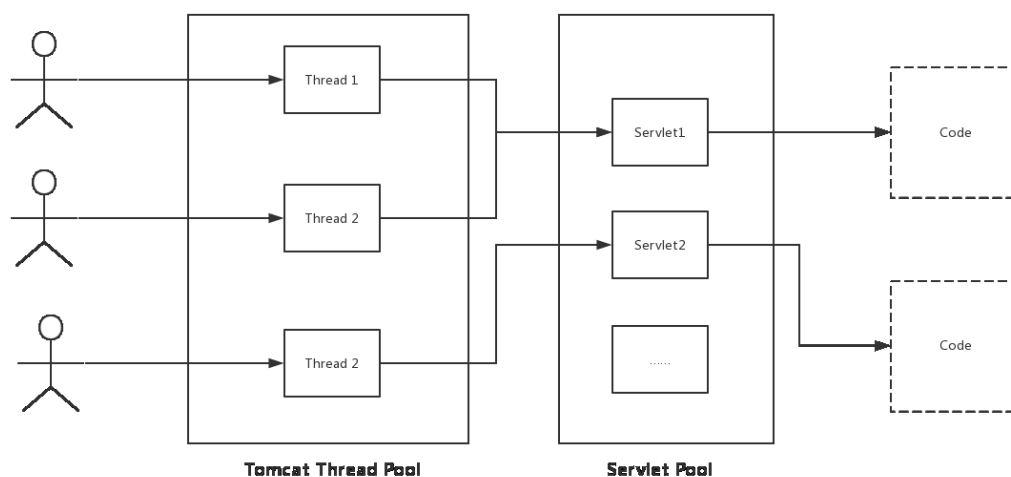 Thread 1
Servlet1
Code
Thread 2
Servlet2
Thread 2
……
Code
Tomcat Thread Pool
Servlet Pool